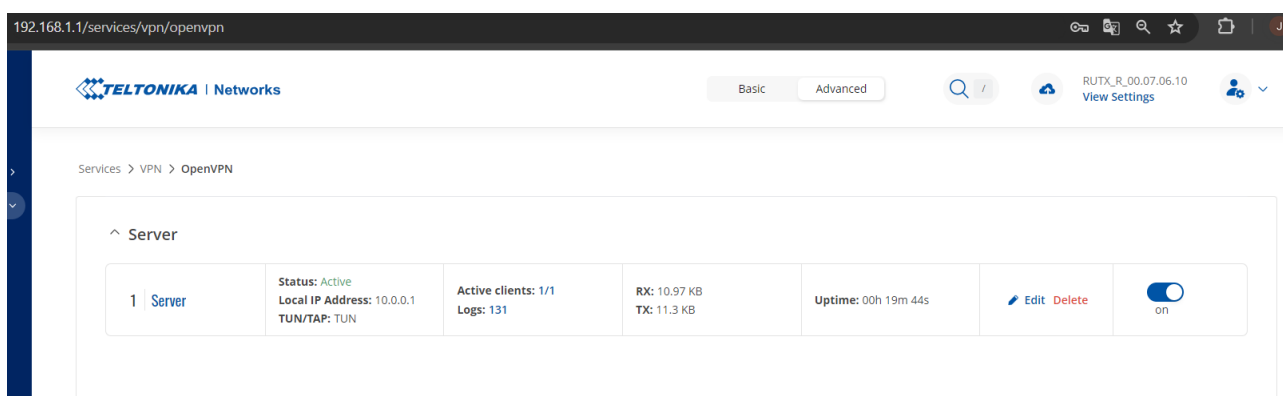 192.168.1.1/services/vpn/openvpn
J
TELTONIKA | Networks
Basic
Advanced
/
RUTX_R_00.07.06.10
View Settings
Services > VPN > OpenVPN
Server
1 Server
Status: Active
Local IP Address: 10.0.0.1
TUN/TAP: TUN
Active clients: 1/1
Logs: 131
RX: 10.97 KB
TX: 11.3 KB
Uptime: 00h 19m 44s
Edit Delete
on